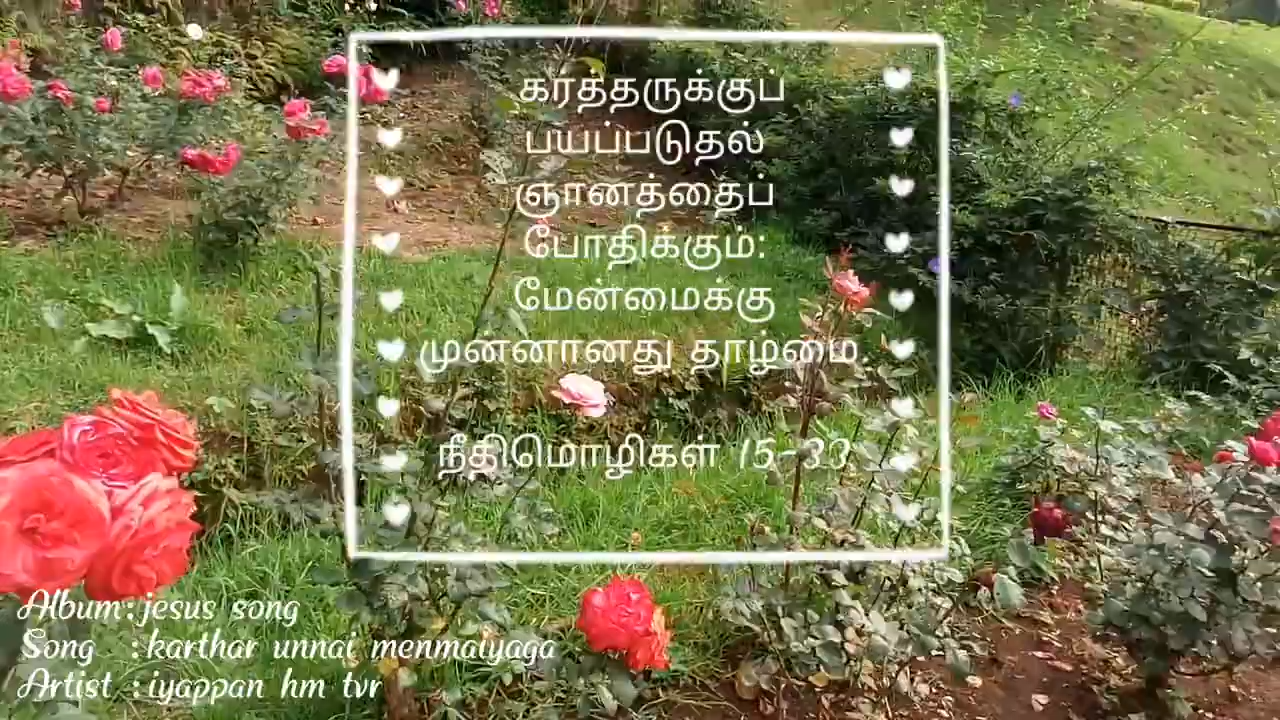 கர்த்தருக்குப்
பயப்படுதல்
ஞானத்தைப்
போதிக்கும்:
மேன்மைக்கு
முன்னானது தாழ்மை.
நீதிமொழிகள் 15-33
Album:jesus song
Song :karthar unnai menmaiyaga
Artist :iyappan hm tvr